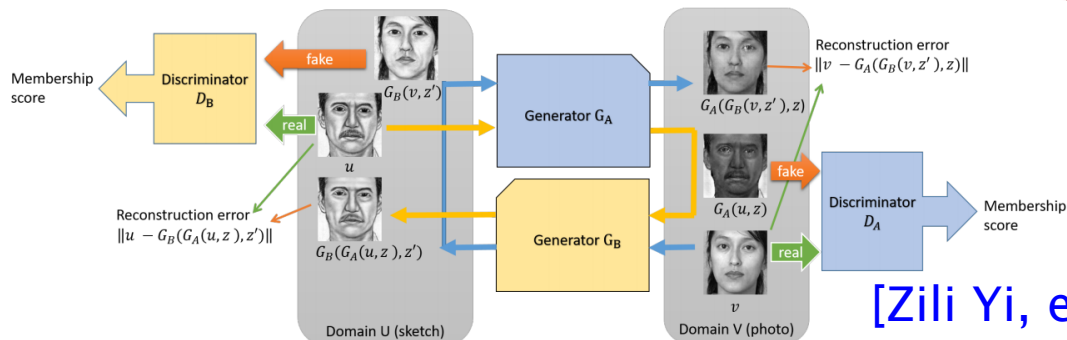 Membership
score
Discriminator
D_B
fake
real
G_B(v, z')
u
G_B(G_A(u, z), z')
Reconstruction error
‖u − G_B(G_A(u, z), z')‖
Domain U (sketch)
Generator G_A
Generator G_B
G_A(G_B(v, z'), z)
G_A(u, z)
v
Domain V (photo)
Reconstruction error
‖v − G_A(G_B(v, z'), z)‖
fake
real
Discriminator
D_A
Membership
score
[Zili Yi, e